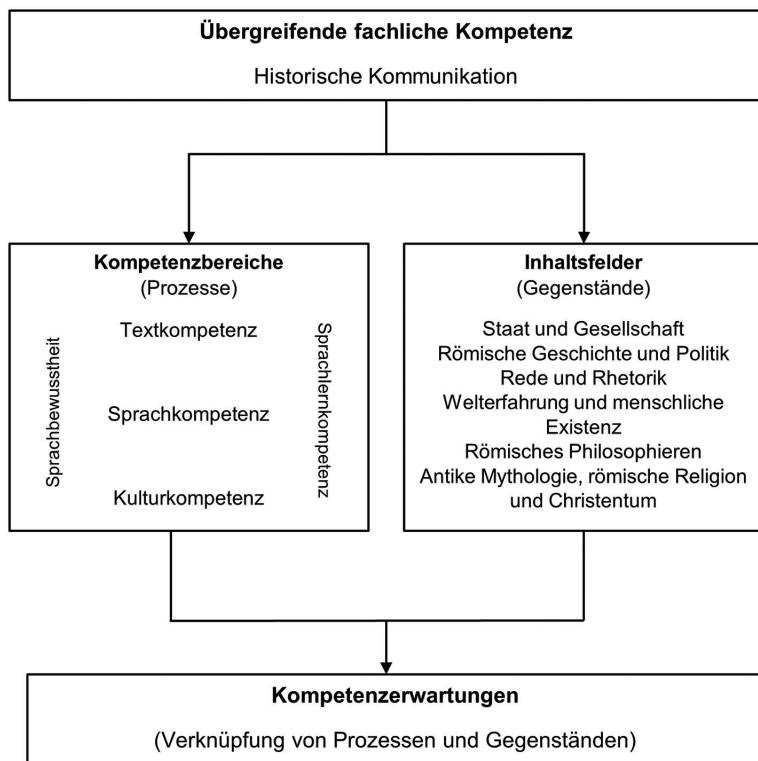 Übergreifende fachliche Kompetenz
Historische Kommunikation
Kompetenzbereiche
(Prozesse)
Sprachbewusstheit
Textkompetenz
Sprachkompetenz
Kulturkompetenz
Sprachlernkompetenz
Inhaltsfelder
(Gegenstände)
Staat und Gesellschaft
Römische Geschichte und Politik
Rede und Rhetorik
Welterfahrung und menschliche
Existenz
Römisches Philosophieren
Antike Mythologie, römische Religion
und Christentum
Kompetenzerwartungen
(Verknüpfung von Prozessen und Gegenständen)